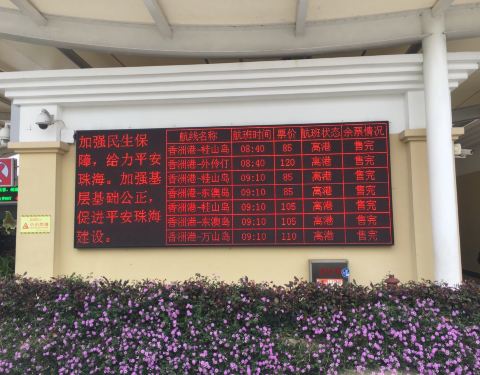 加强民生保
障，给力平安
珠海。加强基
层基础公正，
促进平安珠海
建设。
航线名称 航班时间 票价 航班状态 余票情况
香洲港-桂山岛 08:40 85 离港 售完
香洲港-外伶仃 08:40 120 离港 售完
香洲港-桂山岛 09:10 85 离港 售完
香洲港-东澳岛 09:10 85 离港 售完
香洲港-桂山岛 09:10 105 离港 售完
香洲港-东澳岛 09:10 105 离港 售完
香洲港-万山岛 09:10 110 离港 售完